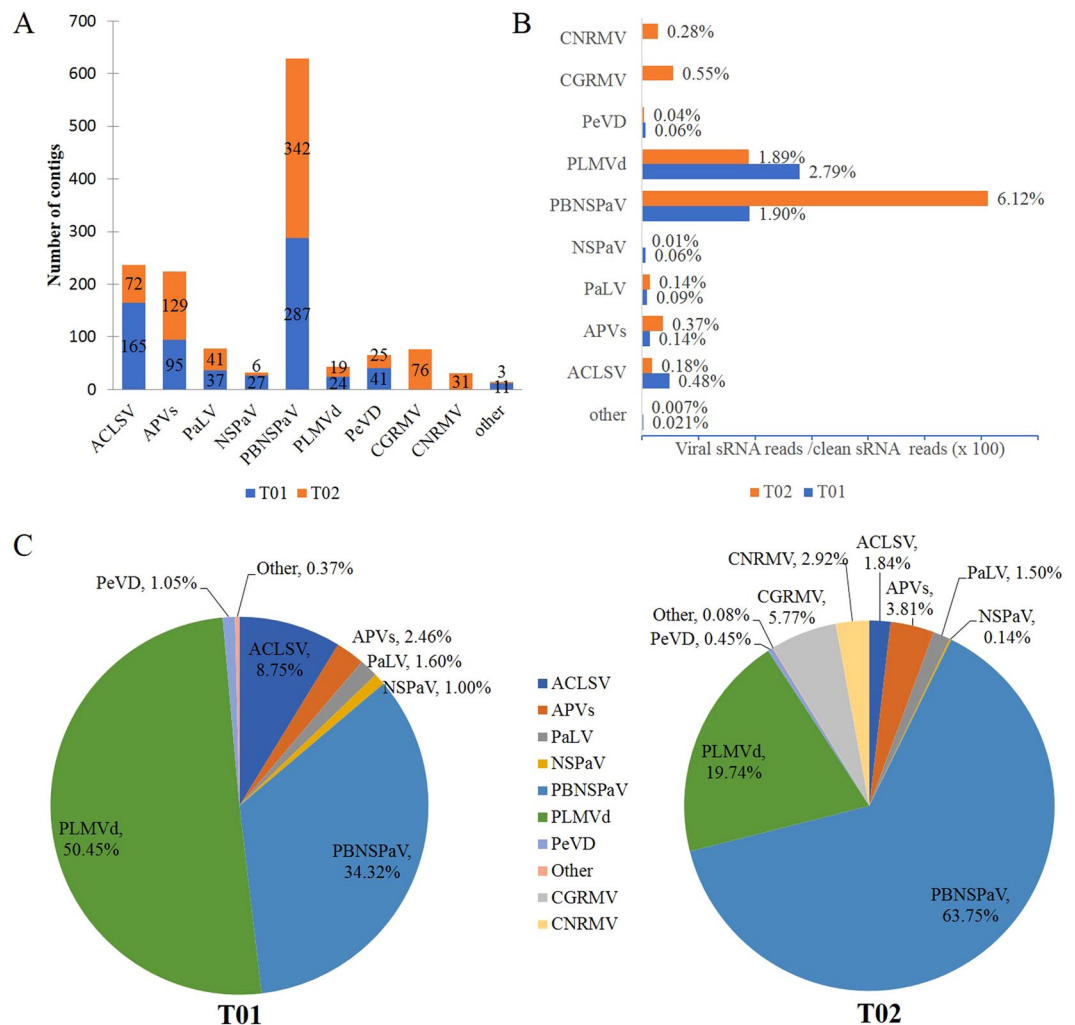 A
Number of contigs
700
600
500
400
300
200
100
0
72
165
129
95
41
37
6
27
342
287
19
24
25
41
76
31
3
11
ACLSV
APVs
PaLV
NSPaV
PBNSPaV
PLMVd
PeVD
CGRMV
CNRMV
other
T01 T02
B
CNRMV 0.28%
CGRMV 0.55%
PeVD 0.04%
0.06%
PLMVd 1.89%
2.79%
PBNSPaV 6.12%
1.90%
NSPaV 0.01%
0.06%
PaLV 0.14%
0.09%
APVs 0.37%
0.14%
ACLSV 0.18%
0.48%
other 0.007%
0.021%
Viral sRNA reads /clean sRNA reads (x 100)
T02 T01
C
PeVD, 1.05%
Other, 0.37%
ACLSV,
8.75%
APVs, 2.46%
PaLV, 1.60%
NSPaV, 1.00%
PLMVd,
50.45%
PBNSPaV,
34.32%
T01
ACLSV
APVs
PaLV
NSPaV
PBNSPaV
PLMVd
PeVD
Other
CGRMV
CNRMV
CNRMV, 2.92%
ACLSV,
1.84%
APVs,
3.81%
PaLV, 1.50%
NSPaV,
0.14%
CGRMV,
5.77%
Other, 0.08%
PeVD, 0.45%
PLMVd,
19.74%
PBNSPaV,
63.75%
T02